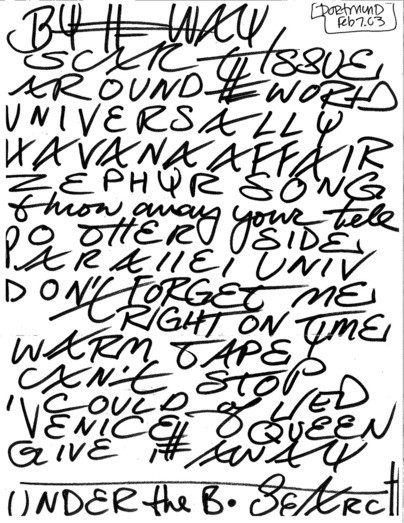 DORTMUND
Feb 7.03
BY the WAY
SCAR TISSUE
AROUND the WORLD
UNIVERSALLY
HAVANA AFFAIR
ZEPHYR SONG
throw away your tele
OTHER SIDE
PARALLEL UNIV
DON'T FORGET ME
RIGHT ON TIME
WARM TAPE
CAN'T STOP
I COULD of LIED
VENICE QUEEN
GIVE it AWAY
UNDER the B. SEARCH